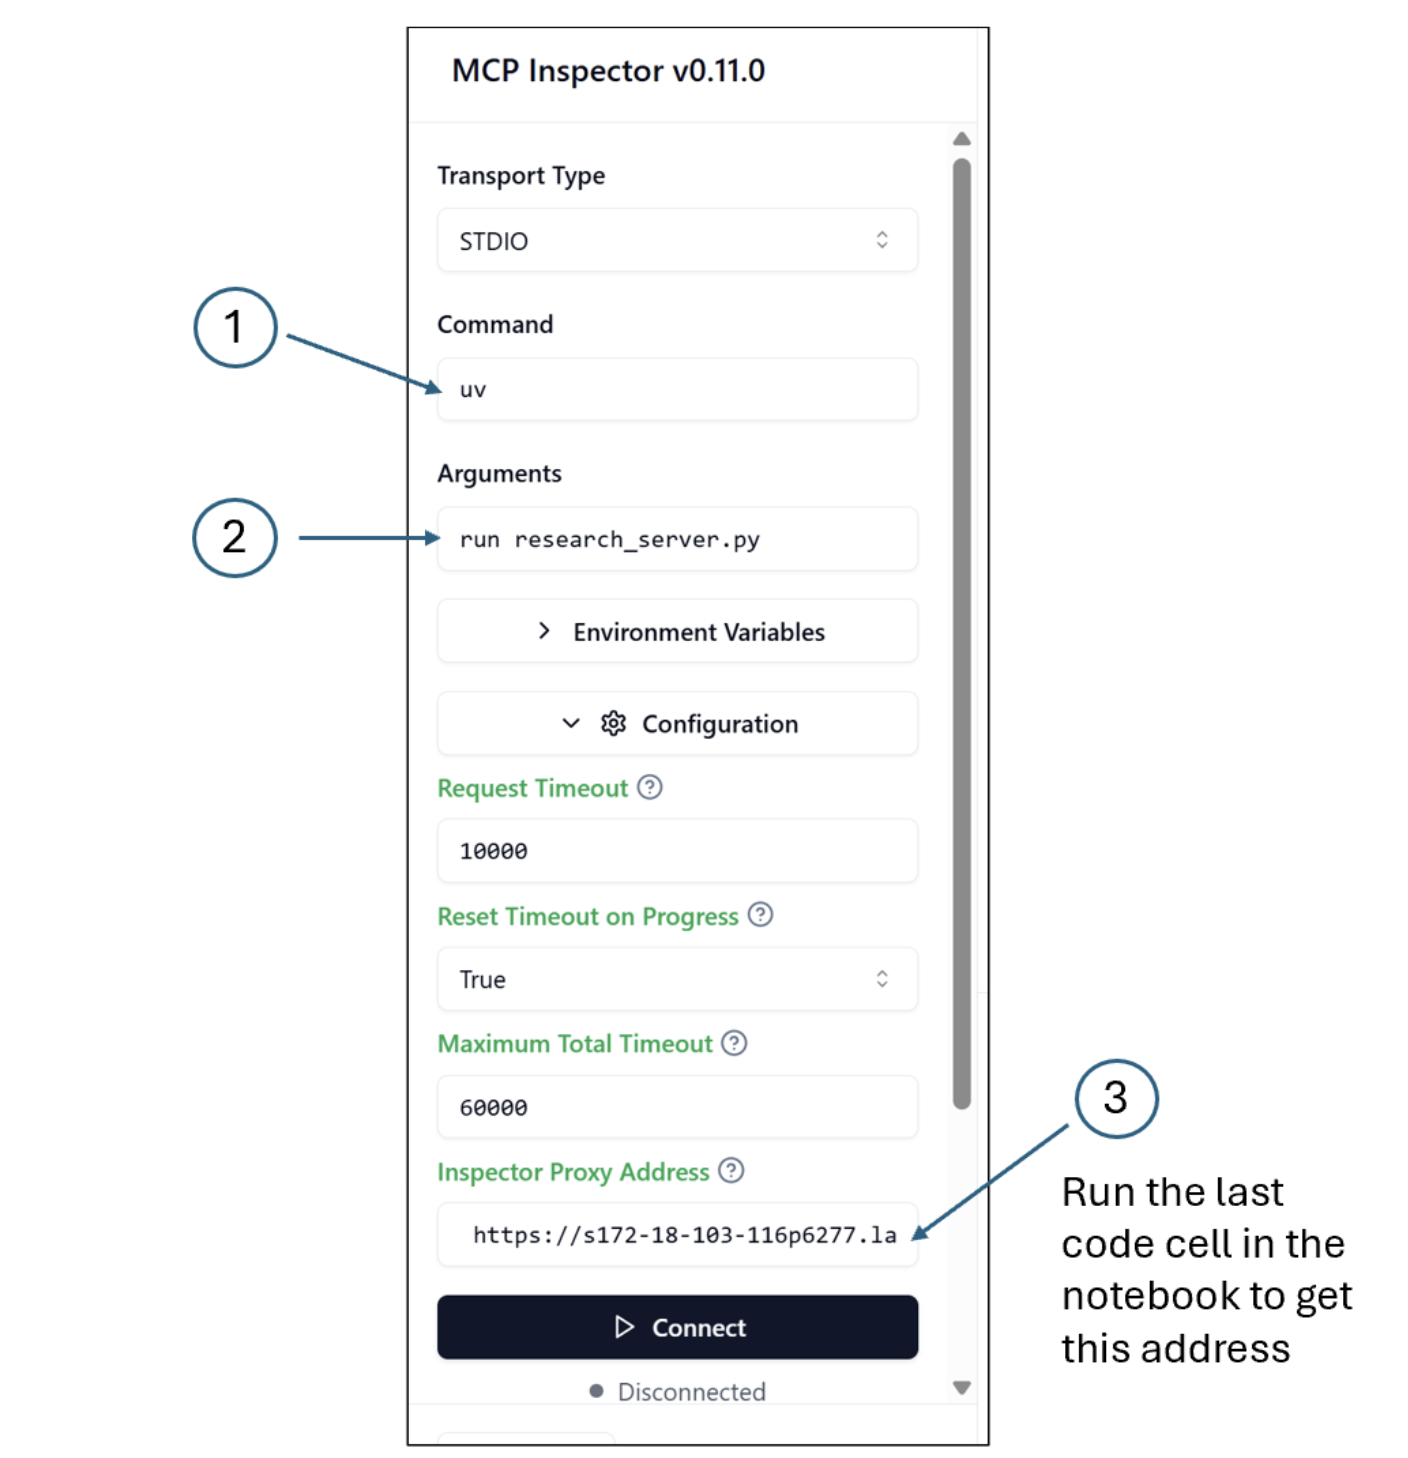 MCP Inspector v0.11.0
Transport Type
STDIO
1
Command
uv
Arguments
2
run research_server.py
Environment Variables
Configuration
Request Timeout
10000
Reset Timeout on Progress
True
Maximum Total Timeout
60000
3
Inspector Proxy Address
https://s172-18-103-116p6277.la
Run the last
code cell in the
notebook to get
this address
Connect
Disconnected